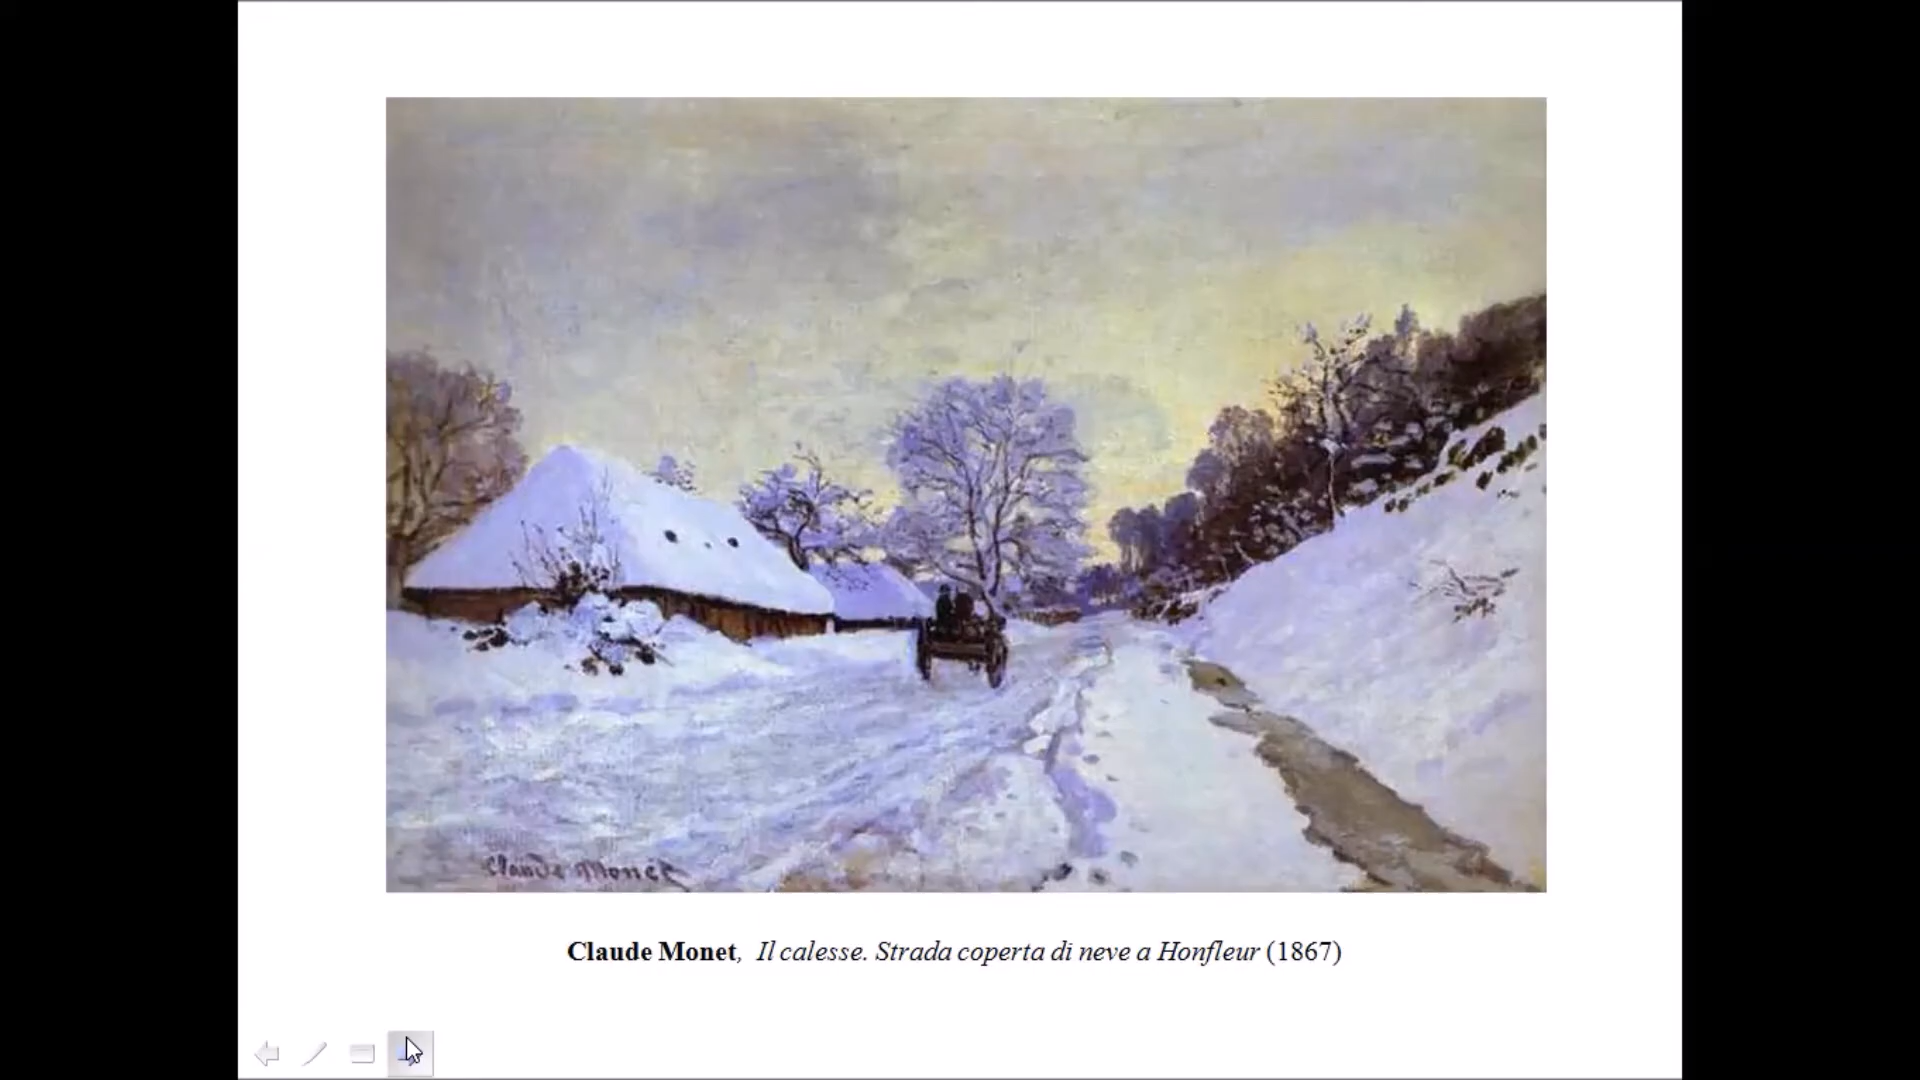 Claude Monet
Claude Monet, Il calesse. Strada coperta di neve a Honfleur (1867)